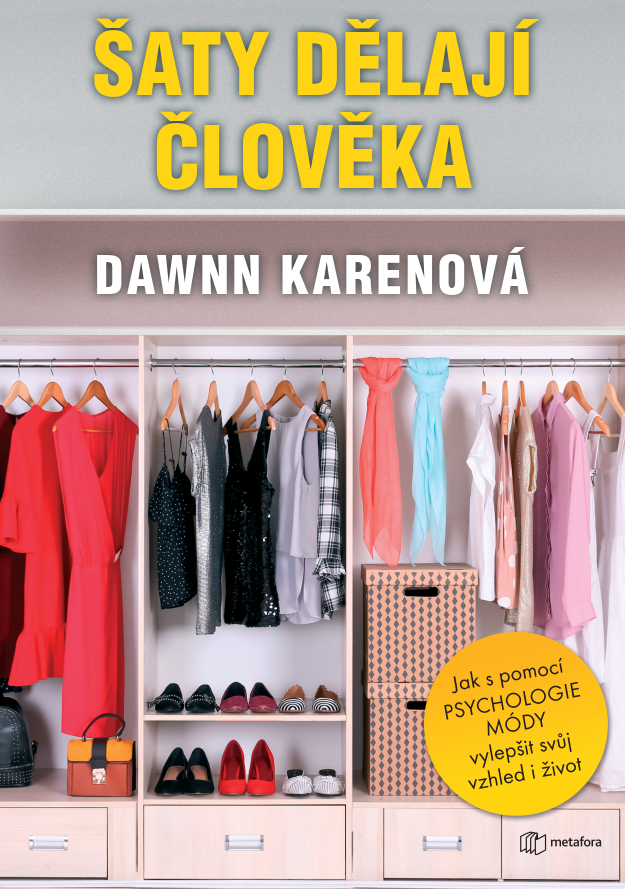 ŠATY DĚLAJÍ
ČLOVĚKA
DAWNN KARENOVÁ
Jak s pomocí
PSYCHOLOGIE
MÓDY
vylepšit svůj
vzhled i život
metafora